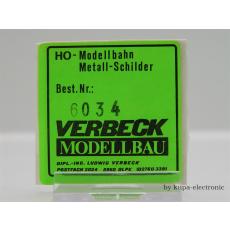 HO-Modellbahn
Metall-Schilder
Best.Nr.:
6034
VERBECK
MODELLBAU
DIPL.-ING. LUDWIG VERBECK
POSTFACH 2024 5960 OLPE (02761) 3391
by kupa-electronic